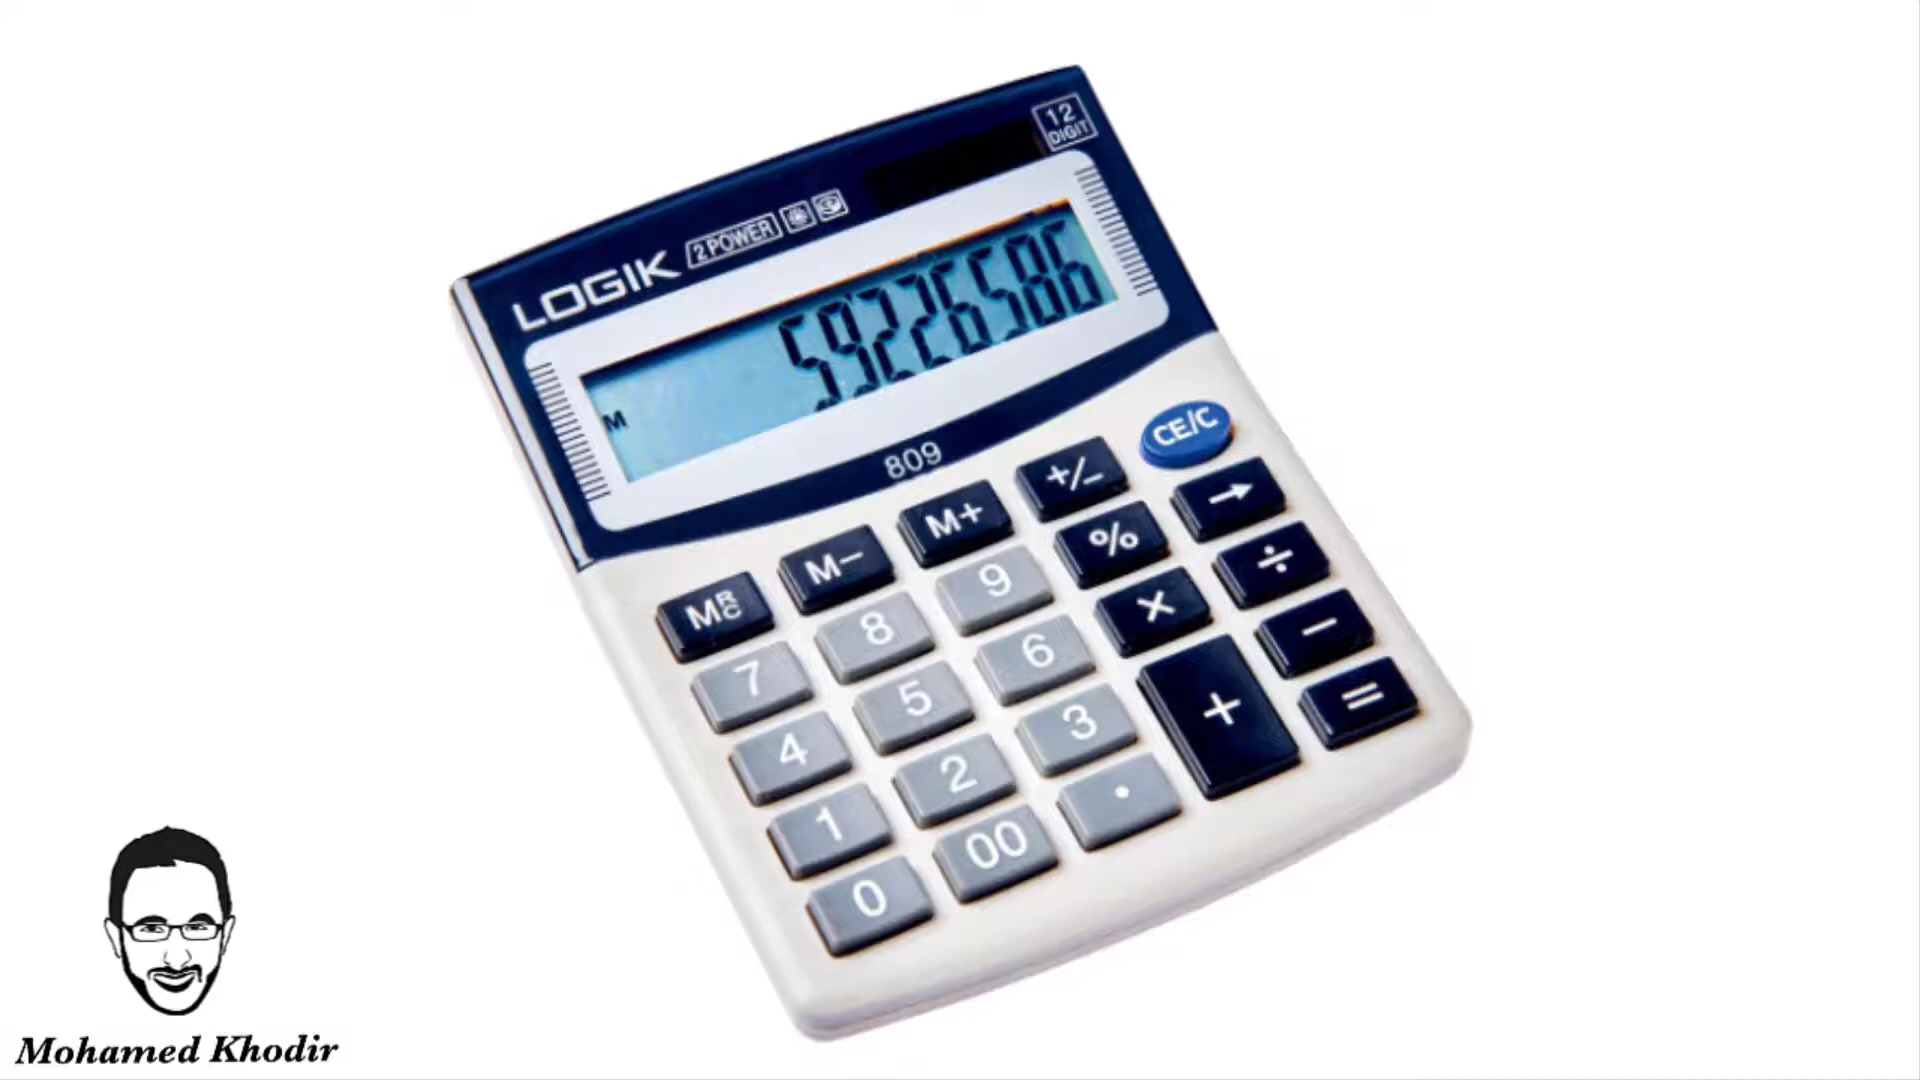 12
DIGIT
LOGIK 2 POWER
59226586
M
809
CE/C
+/−
→
M+
%
÷
M−
9
×
−
MRC
8
6
+
=
7
5
3
4
2
.
1
00
0
Mohamed Khodir